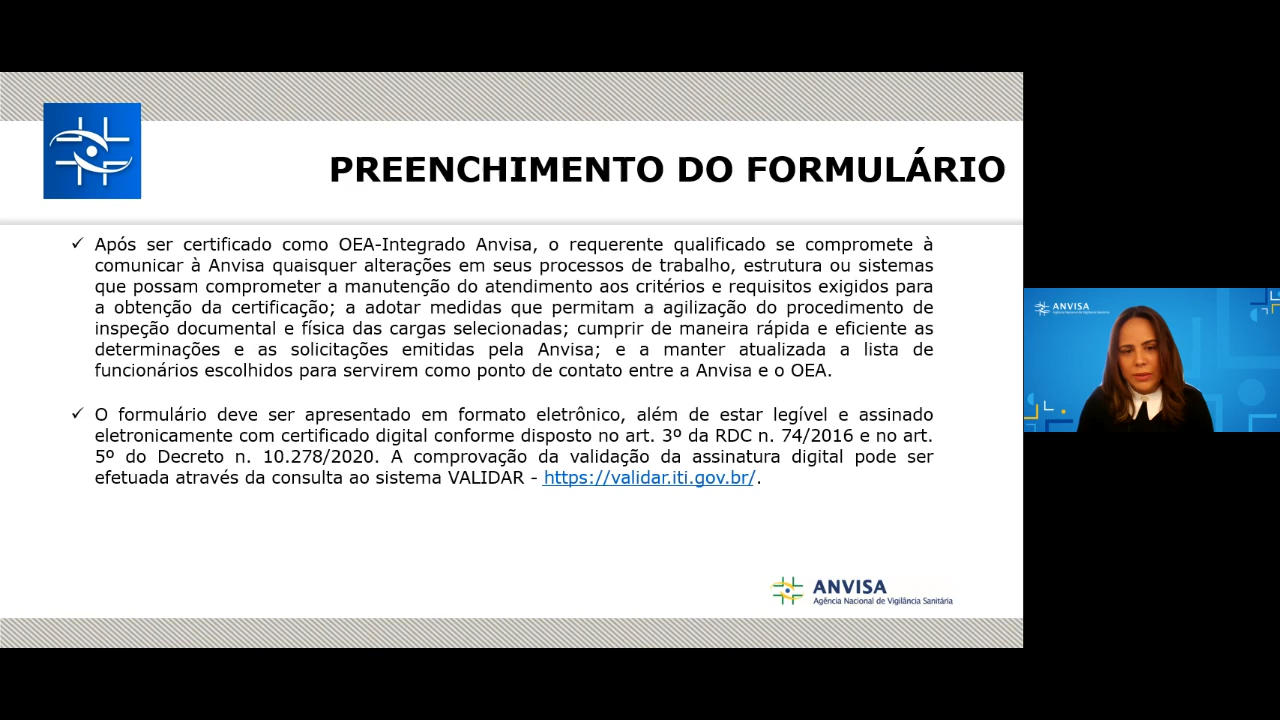 PREENCHIMENTO DO FORMULÁRIO
✓ Após ser certificado como OEA-Integrado Anvisa, o requerente qualificado se compromete à
comunicar à Anvisa quaisquer alterações em seus processos de trabalho, estrutura ou sistemas
que possam comprometer a manutenção do atendimento aos critérios e requisitos exigidos para
a obtenção da certificação; a adotar medidas que permitam a agilização do procedimento de
inspeção documental e física das cargas selecionadas; cumprir de maneira rápida e eficiente as
determinações e as solicitações emitidas pela Anvisa; e a manter atualizada a lista de
funcionários escolhidos para servirem como ponto de contato entre a Anvisa e o OEA.
✓ O formulário deve ser apresentado em formato eletrônico, além de estar legível e assinado
eletronicamente com certificado digital conforme disposto no art. 3º da RDC n. 74/2016 e no art.
5º do Decreto n. 10.278/2020. A comprovação da validação da assinatura digital pode ser
efetuada através da consulta ao sistema VALIDAR - https://validar.iti.gov.br/.
ANVISA
Agência Nacional de Vigilância Sanitária
ANVISA
Agência Nacional de Vigilância Sanitária